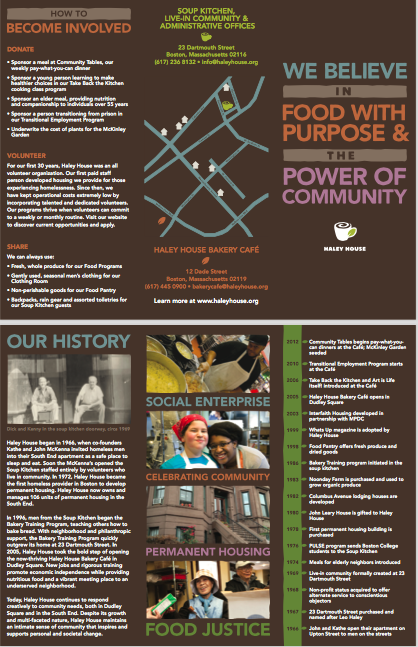 HOW TO
BECOME INVOLVED
DONATE
• Sponsor a meal at Community Tables, our
weekly pay-what-you-can dinner
• Sponsor a young person learning to make
healthier choices in our Take Back the Kitchen
cooking class program
• Sponsor an elder meal, providing nutrition
and companionship to individuals over 55 years
• Sponsor a person transitioning from prison in
our Transitional Employment Program
• Underwrite the cost of plants for the McKinley
Garden
VOLUNTEER
For our first 30 years, Haley House was an all
volunteer organization. Our first paid staff
person developed housing we provide for those
experiencing homelessness. Since then, we
have kept operational costs extremely low by
incorporating talented and dedicated volunteers.
Our programs thrive when volunteers can commit
to a weekly or monthly routine. Visit our website
to discover current opportunities and apply.
SHARE
We can always use:
• Fresh, whole produce for our Food Programs
• Gently used, seasonal men's clothing for our
Clothing Room
• Non-perishable goods for our Food Pantry
• Backpacks, rain gear and assorted toiletries for
our Soup Kitchen guests
SOUP KITCHEN,
LIVE-IN COMMUNITY &
ADMINISTRATIVE OFFICES
23 Dartmouth Street
Boston, Massachusetts 02116
(617) 236 8132 • info@haleyhouse.org
HALEY HOUSE BAKERY CAFÉ
12 Dade Street
Boston, Massachusetts 02119
(617) 445 0900 • bakerycafe@haleyhouse.org
Learn more at www.haleyhouse.org
WE BELIEVE
IN
FOOD WITH
PURPOSE &
THE
POWER OF
COMMUNITY
HALEY HOUSE
OUR HISTORY
Dick and Kenny in the soup kitchen stairway, circa 1969
Haley House began in 1966, when co-founders
Kathe and John McKenna invited homeless men
into their South End apartment as a safe place to
sleep and eat. Soon the McKenna's opened the
Soup Kitchen staffed entirely by volunteers who
live in community. In 1972, Haley House became
the first homeless provider in Boston to develop
permanent housing. Haley House now owns and
manages 106 units of permanent housing in the
South End.
In 1996, men from the Soup Kitchen began the
Bakery Training Program, teaching others how to
bake bread. With neighborhood and philanthropic
support, the Bakery Training Program quickly
outgrew its home at 23 Dartmouth Street. In
2005, Haley House took the bold step of opening
the now-thriving Haley House Bakery Café in
Dudley Square. New jobs and rigorous training
promote economic independence while providing
nutritious food and a vibrant meeting place to an
underserved neighborhood.
Today, Haley House continues to respond
creatively to community needs, both in Dudley
Square and in the South End. Despite its growth
and multi-faceted nature, Haley House maintains
an intimate sense of community that inspires and
supports personal and societal change.
SOCIAL ENTERPRISE
CELEBRATING COMMUNITY
PERMANENT HOUSING
FOOD JUSTICE
Community Tables begins pay-what-you-
can dinners at the Café; McKinley Garden
seeded
Transitional Employment Program starts
at the Café
Take Back the Kitchen and Art is Life
itself introduced at the Café
Haley House Bakery Café opens in
Dudley Square
Interfaith Housing developed in
partnership with MPDC
Whats Up magazine is adopted by
Haley House
Food Pantry offers fresh produce and
dried goods
Bakery Training program initiated in the
soup kitchen
Noonday Farm is purchased and used to
grow organic produce
Columbus Avenue lodging houses are
developed
John Leary House is gifted to Haley
House
First permanent housing building is
purchased
PULSE program sends Boston College
students to the Soup Kitchen
Meals for elderly neighbors introduced
Live-in community formally created at 23
Dartmouth Street
Non-profit status acquired to offer
alternative service to conscientious
objectors
23 Dartmouth Street purchased and
named after Leo Haley
John and Kathe open their apartment on
Upton Street to men on the streets